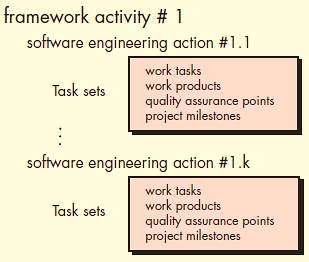 framework activity # 1
software engineering action #1.1
Task sets
work tasks
work products
quality assurance points
project milestones
software engineering action #1.k
Task sets
work tasks
work products
quality assurance points
project milestones